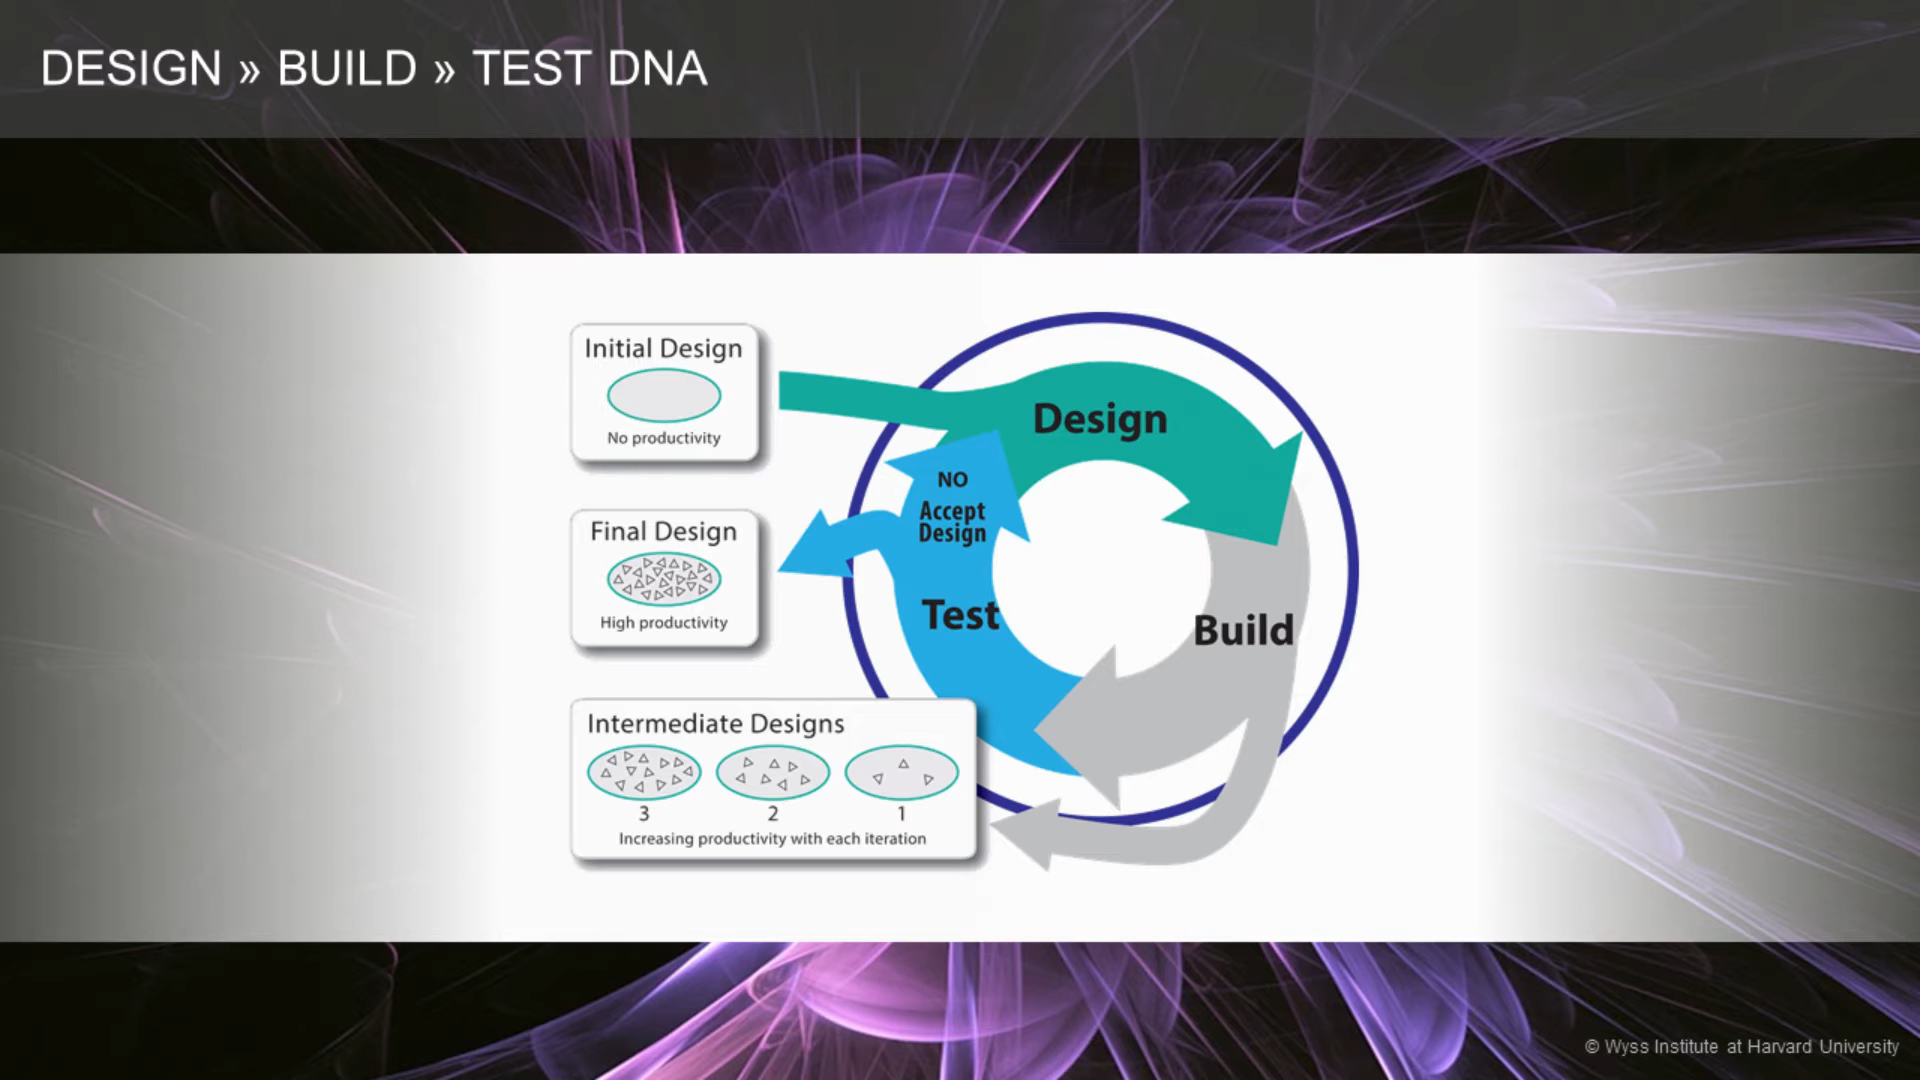 DESIGN » BUILD » TEST DNA
Initial Design
No productivity
Final Design
High productivity
Intermediate Designs
3 2 1
Increasing productivity with each iteration
Design
NO
Accept
Design
Test
Build
© Wyss Institute at Harvard University